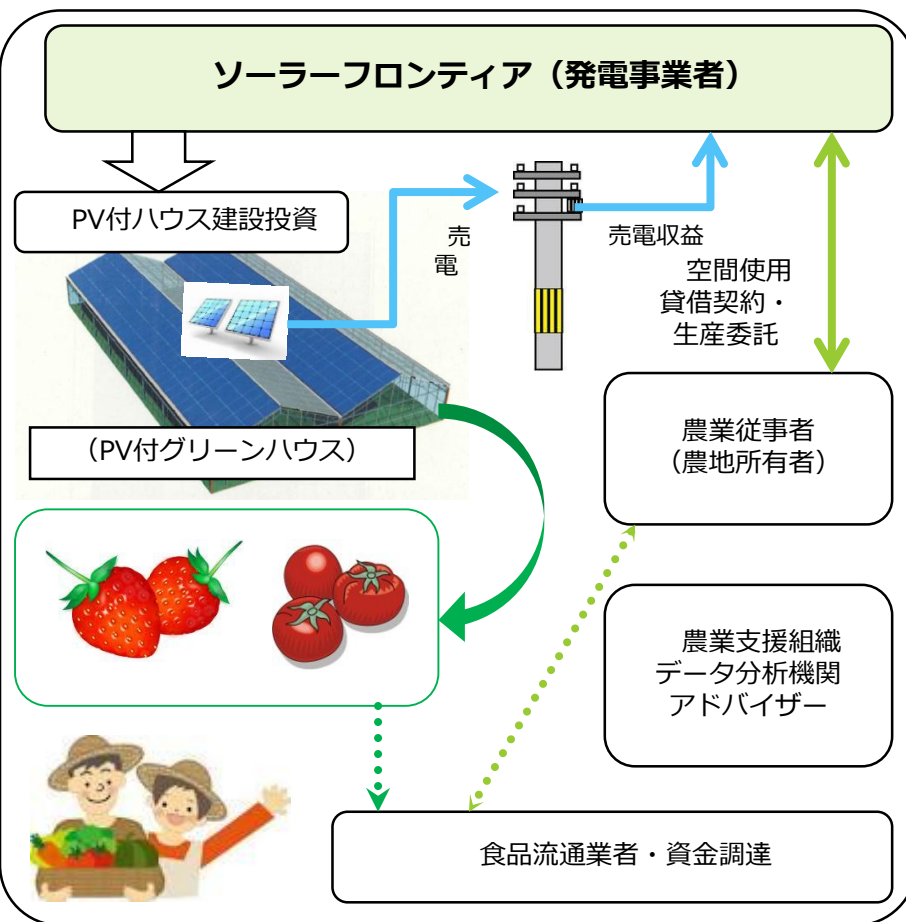 ソーラーフロンティア（発電事業者）
PV付ハウス建設投資
売
電
売電収益
空間使用
貸借契約・
生産委託
（PV付グリーンハウス）
農業従事者
（農地所有者）
農業支援組織
データ分析機関
アドバイザー
食品流通業者・資金調達